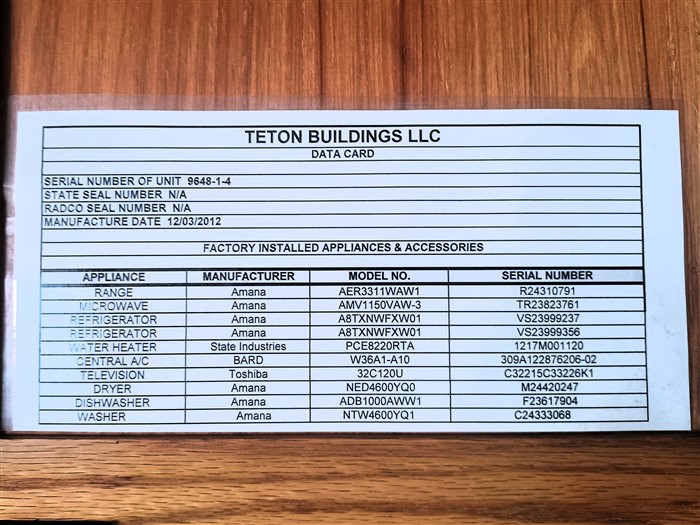 TETON BUILDINGS LLC
DATA CARD
SERIAL NUMBER OF UNIT 9648-1-4
STATE SEAL NUMBER N/A
RADCO SEAL NUMBER N/A
MANUFACTURE DATE 12/03/2012
FACTORY INSTALLED APPLIANCES & ACCESSORIES
APPLIANCE MANUFACTURER MODEL NO. SERIAL NUMBER
RANGE Amana AER3311WAW1 R24310791
MICROWAVE Amana AMV1150VAW-3 TR23823761
REFRIGERATOR Amana A8TXNWFXW01 VS23999237
REFRIGERATOR Amana A8TXNWFXW01 VS23999356
WATER HEATER State Industries PCE8220RTA 1217M001120
CENTRAL A/C BARD W36A1-A10 309A122876206-02
TELEVISION Toshiba 32C120U C32215C33226K1
DRYER Amana NED4600YQ0 M24420247
DISHWASHER Amana ADB1000AWW1 F23617904
WASHER Amana NTW4600YQ1 C24333068